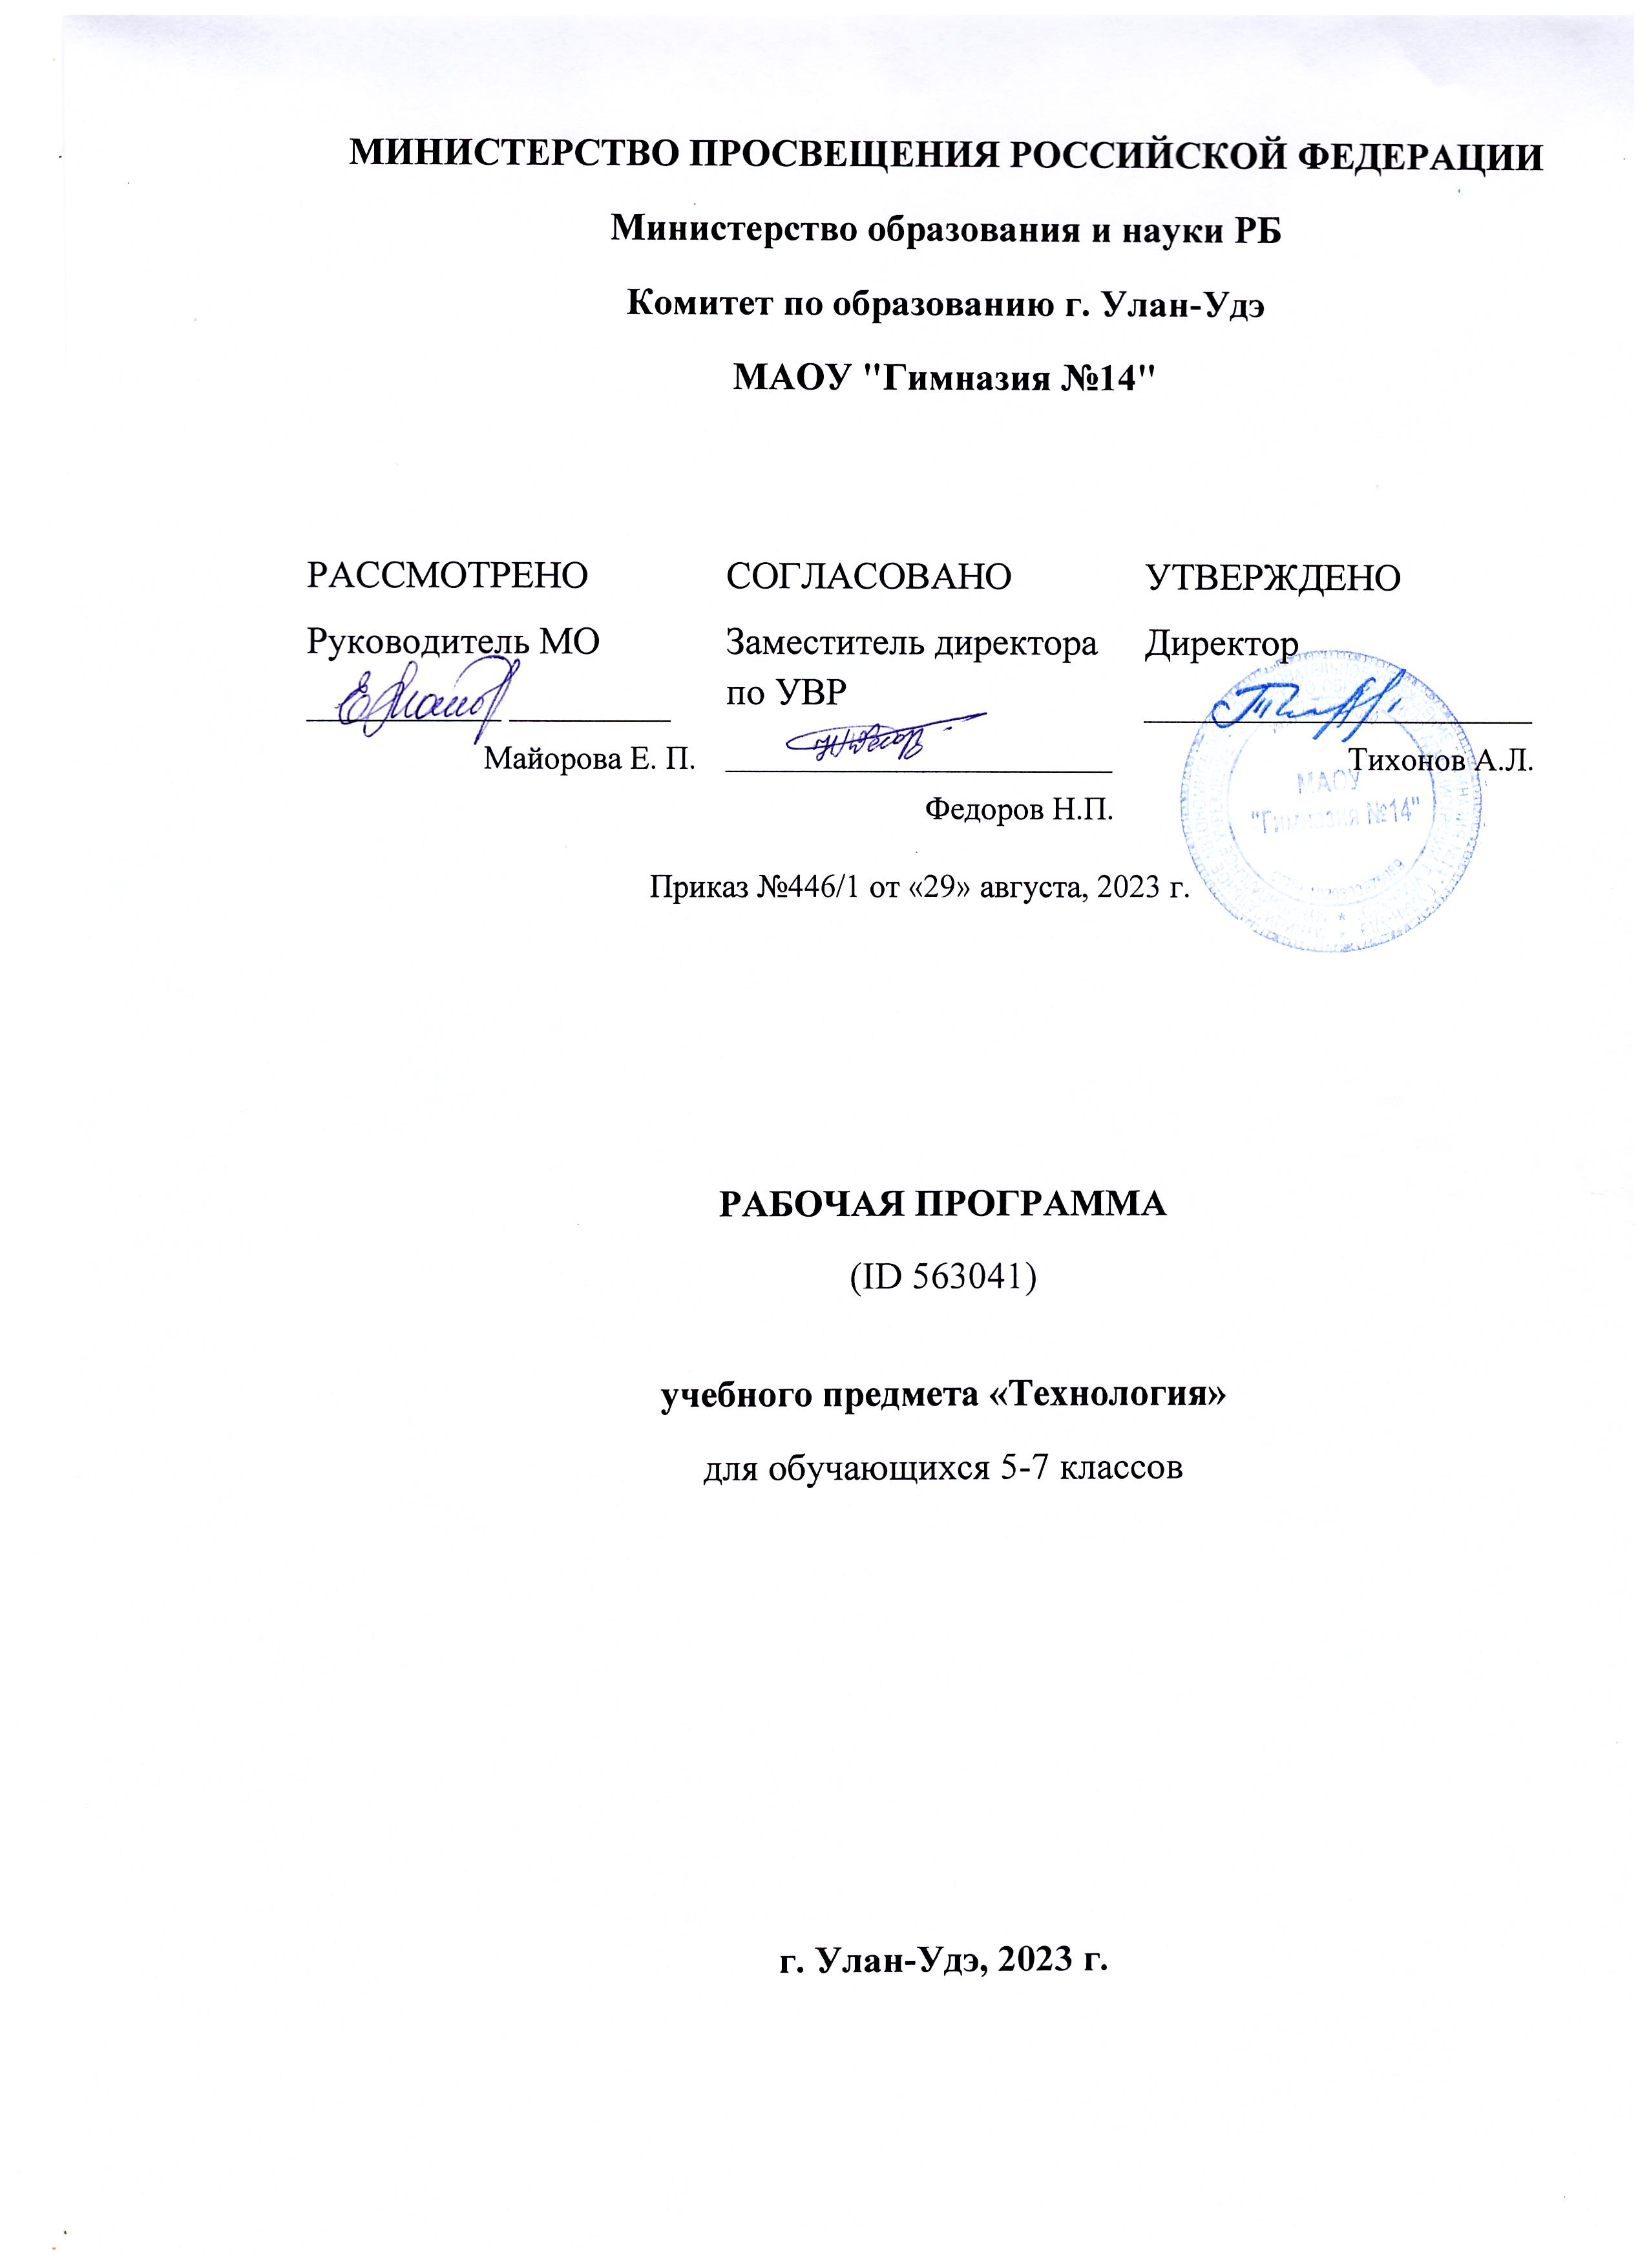 МИНИСТЕРСТВО ПРОСВЕЩЕНИЯ РОССИЙСКОЙ ФЕДЕРАЦИИ
Министерство образования и науки РБ
Комитет по образованию г. Улан-Удэ
МАОУ "Гимназия №14"
РАССМОТРЕНО
Руководитель МО
Майорова Е. П.
СОГЛАСОВАНО
Заместитель директора
по УВР
Федоров Н.П.
УТВЕРЖДЕНО
Директор
Тихонов А.Л.
МАОУ
"Гимназия №14"
Приказ №446/1 от «29» августа, 2023 г.
РАБОЧАЯ ПРОГРАММА
(ID 563041)
учебного предмета «Технология»
для обучающихся 5-7 классов
г. Улан-Удэ, 2023 г.